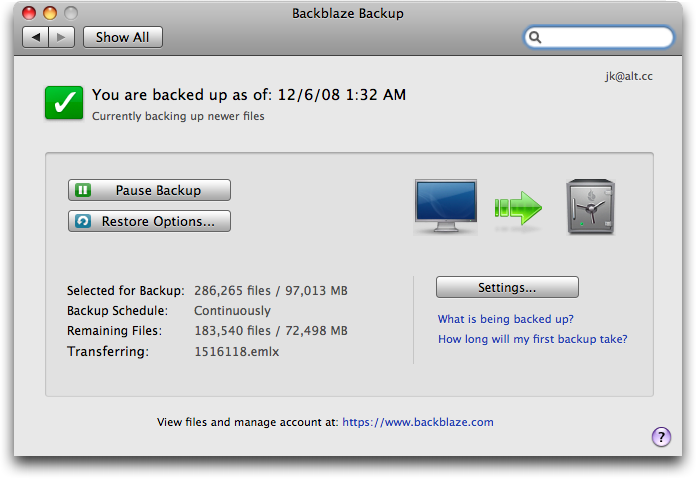 Backblaze Backup
Show All
jk@alt.cc
You are backed up as of: 12/6/08 1:32 AM
Currently backing up newer files
Pause Backup
Restore Options...
Selected for Backup: 286,265 files / 97,013 MB
Backup Schedule: Continuously
Remaining Files: 183,540 files / 72,498 MB
Transferring: 1516118.emlx
Settings...
What is being backed up?
How long will my first backup take?
View files and manage account at: https://www.backblaze.com
?